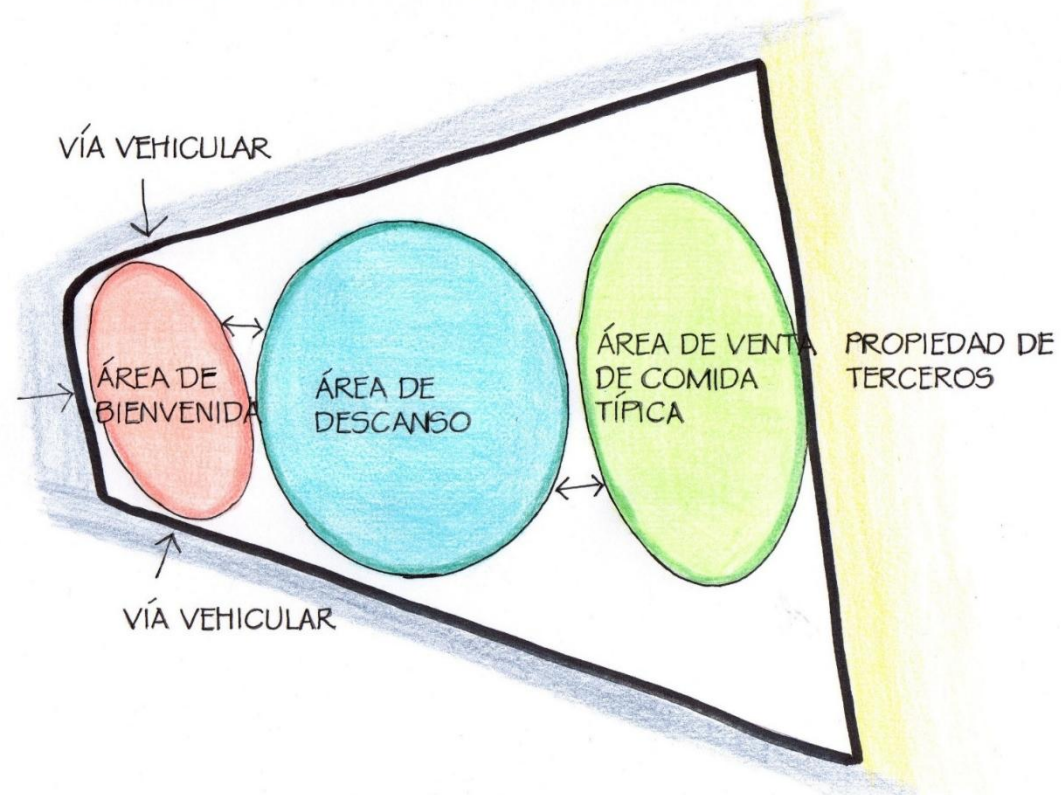 VÍA VEHICULAR
ÁREA DE
BIENVENIDA
ÁREA DE
DESCANSO
ÁREA DE VENTA
DE COMIDA
TÍPICA
PROPIEDAD DE
TERCEROS
VÍA VEHICULAR